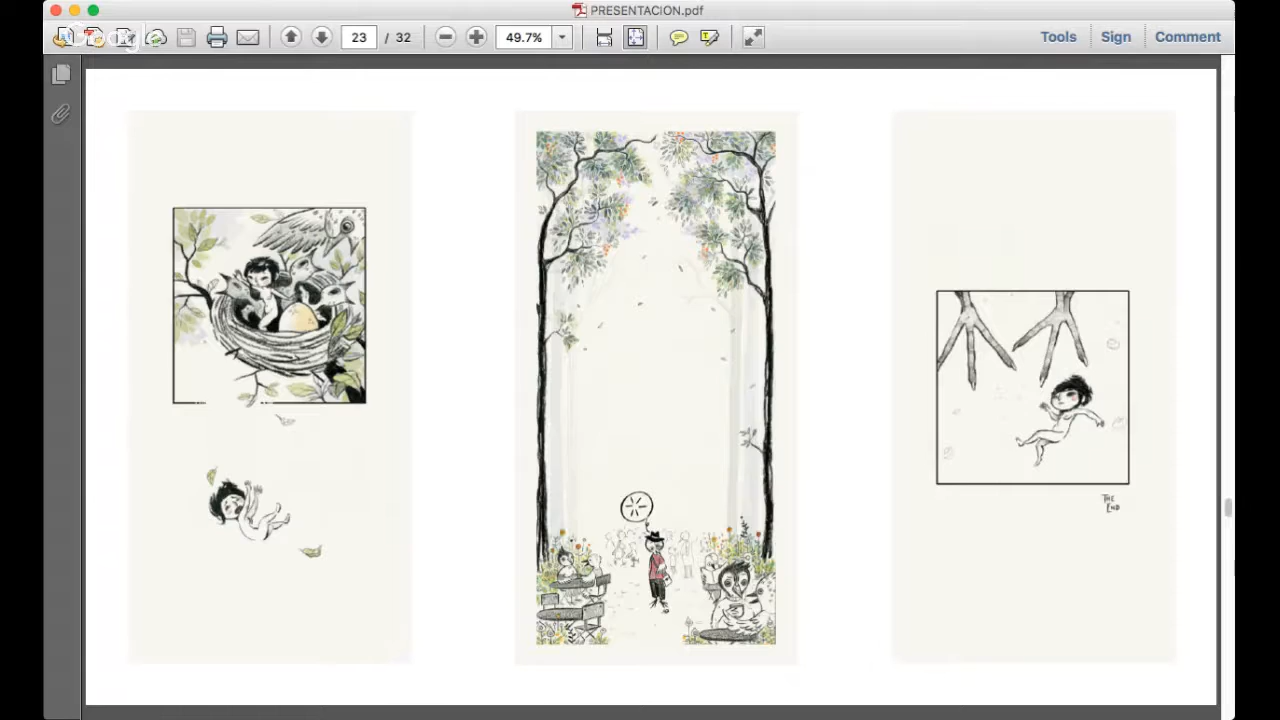 PRESENTACION.pdf
23 / 32
49.7%
Tools
Sign
Comment
THE
END